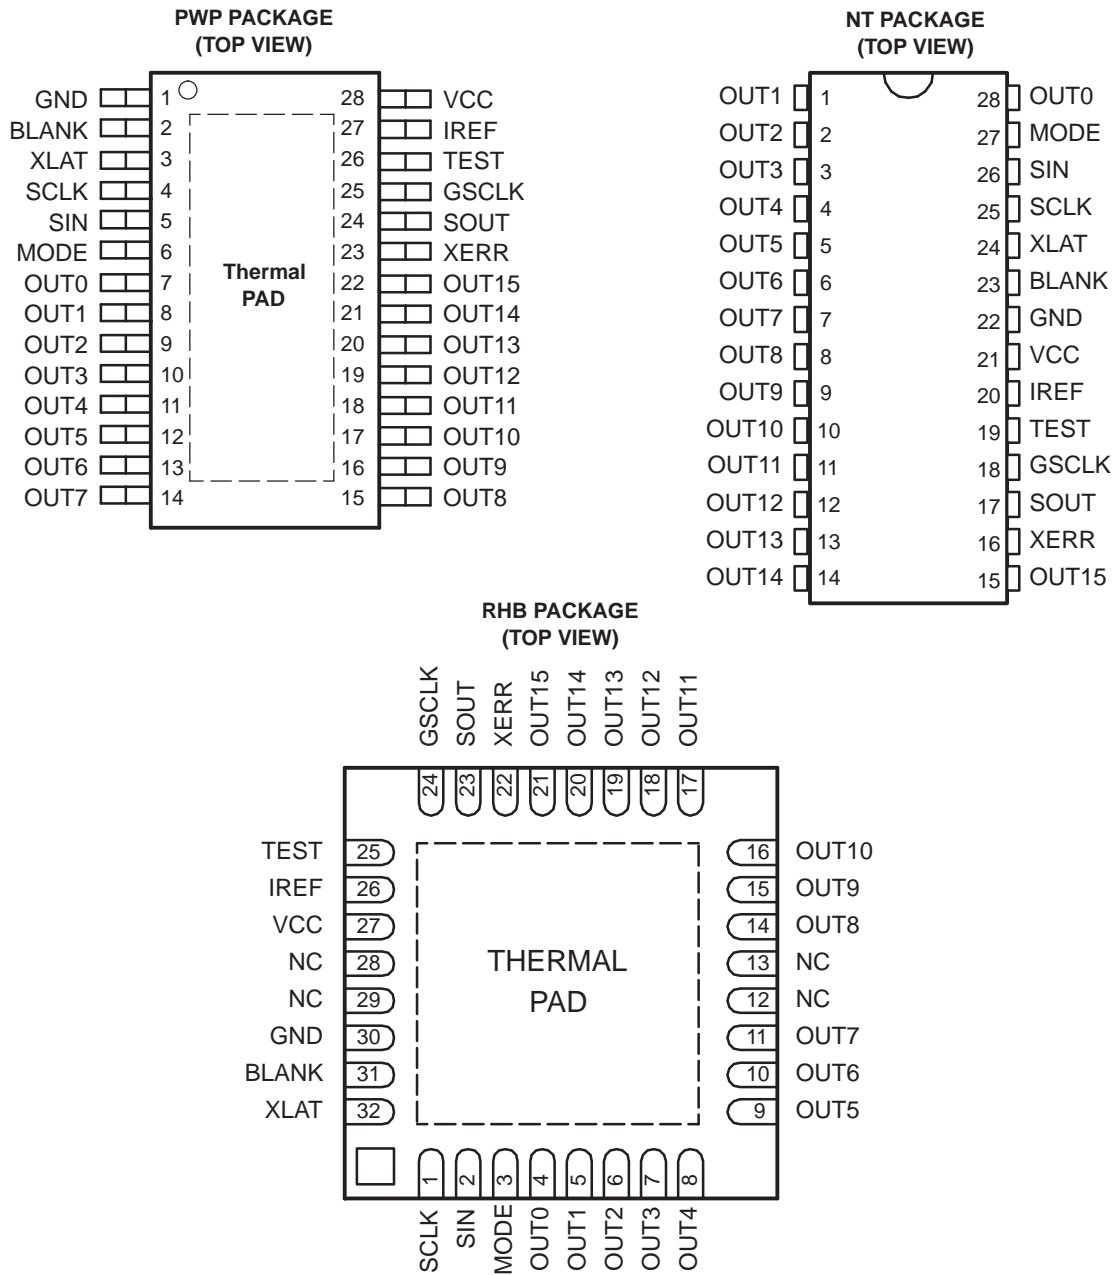 PWP PACKAGE
(TOP VIEW)
GND 1 28 VCC
BLANK 2 27 IREF
XLAT 3 26 TEST
SCLK 4 25 GSCLK
SIN 5 24 SOUT
MODE 6 23 XERR
OUT0 7 22 OUT15
OUT1 8 21 OUT14
OUT2 9 20 OUT13
OUT3 10 19 OUT12
OUT4 11 18 OUT11
OUT5 12 17 OUT10
OUT6 13 16 OUT9
OUT7 14 15 OUT8
Thermal
PAD
NT PACKAGE
(TOP VIEW)
OUT1 1 28 OUT0
OUT2 2 27 MODE
OUT3 3 26 SIN
OUT4 4 25 SCLK
OUT5 5 24 XLAT
OUT6 6 23 BLANK
OUT7 7 22 GND
OUT8 8 21 VCC
OUT9 9 20 IREF
OUT10 10 19 TEST
OUT11 11 18 GSCLK
OUT12 12 17 SOUT
OUT13 13 16 XERR
OUT14 14 15 OUT15
RHB PACKAGE
(TOP VIEW)
GSCLK SOUT XERR OUT15 OUT14 OUT13 OUT12 OUT11
24 23 22 21 20 19 18 17
TEST 25 16 OUT10
IREF 26 15 OUT9
VCC 27 14 OUT8
NC 28 13 NC
NC 29 12 NC
GND 30 11 OUT7
BLANK 31 10 OUT6
XLAT 32 9 OUT5
THERMAL
PAD
1 2 3 4 5 6 7 8
SCLK SIN MODE OUT0 OUT1 OUT2 OUT3 OUT4